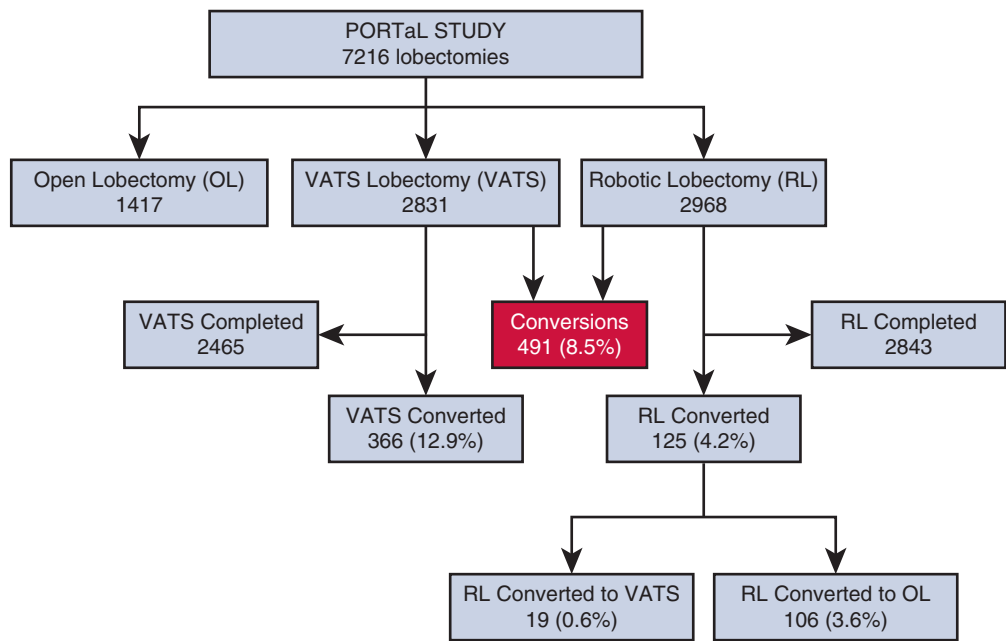 PORTaL STUDY
7216 lobectomies
Open Lobectomy (OL)
1417
VATS Lobectomy (VATS)
2831
Robotic Lobectomy (RL)
2968
VATS Completed
2465
Conversions
491 (8.5%)
RL Completed
2843
VATS Converted
366 (12.9%)
RL Converted
125 (4.2%)
RL Converted to VATS
19 (0.6%)
RL Converted to OL
106 (3.6%)